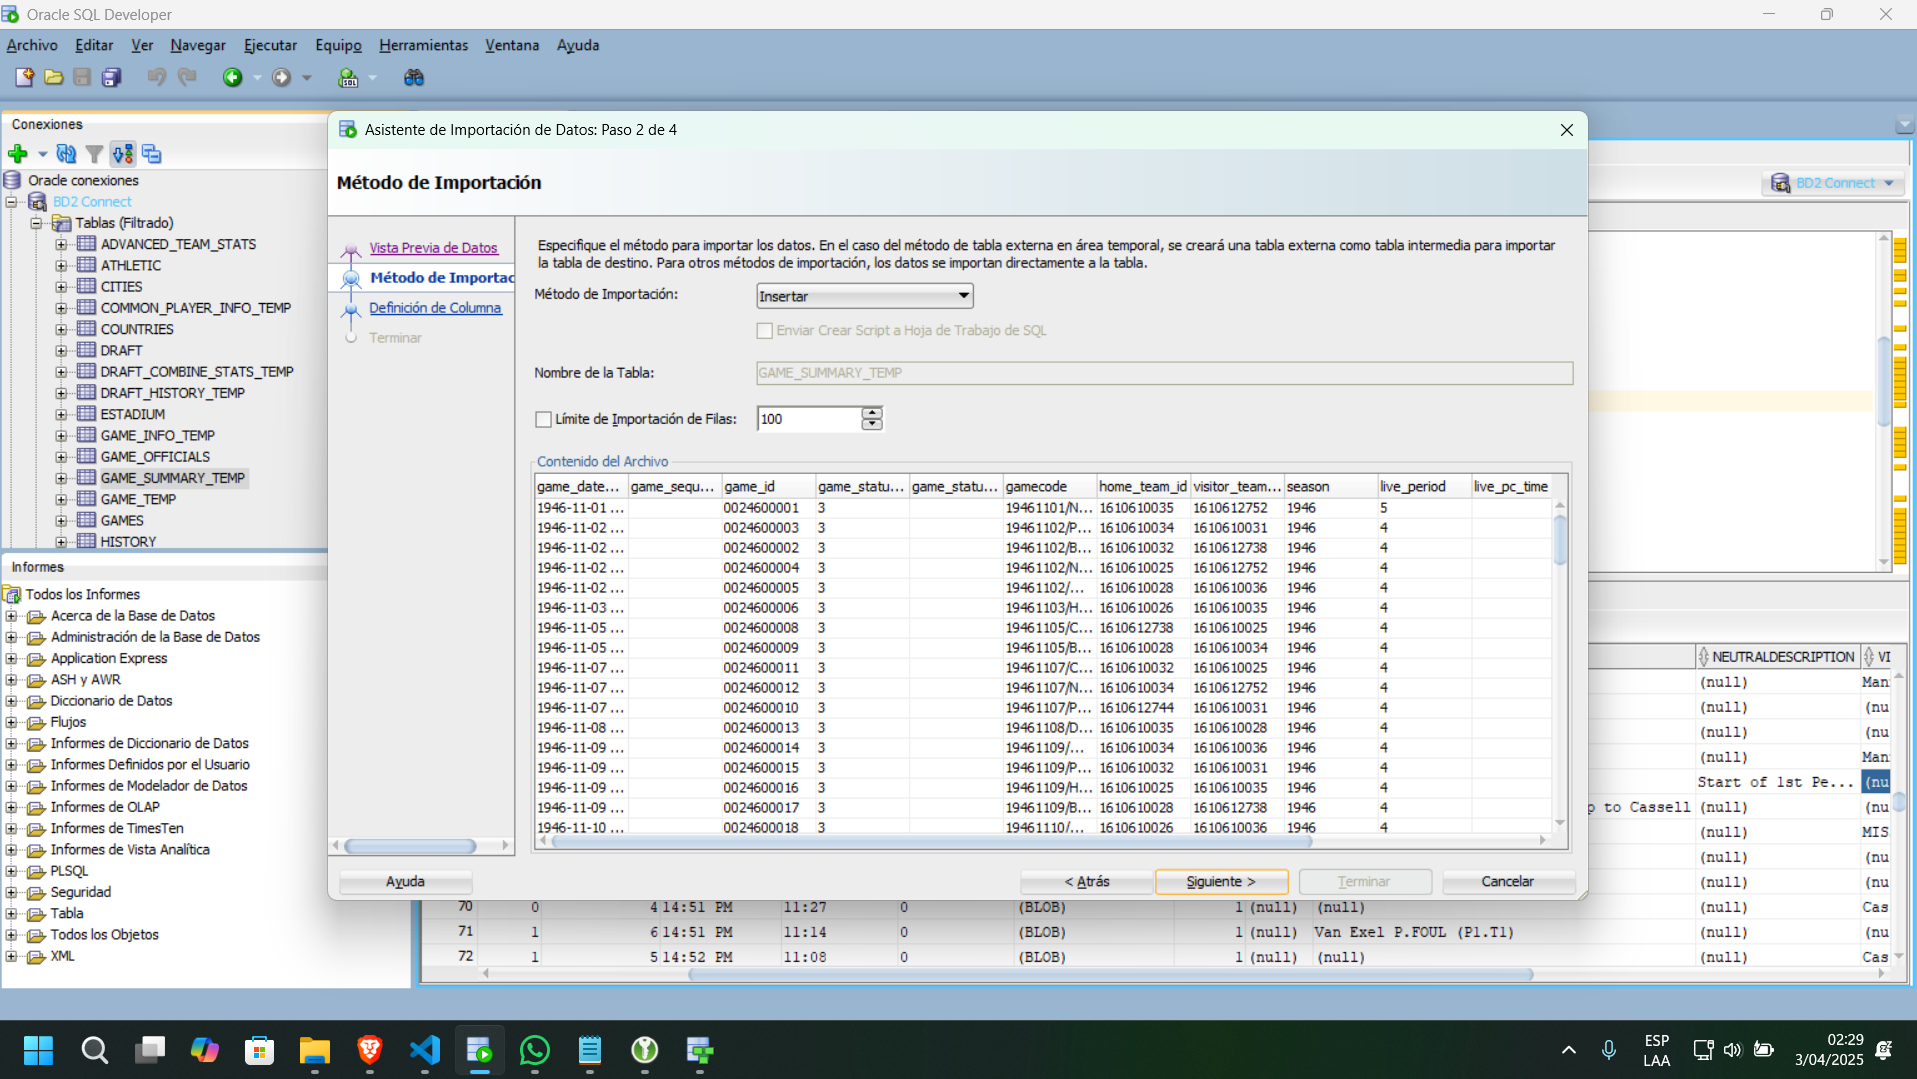 Oracle SQL Developer
Archivo Editar Ver Navegar Ejecutar Equipo Herramientas Ventana Ayuda
Conexiones
Oracle conexiones
BD2 Connect
Tablas (Filtrado)
ADVANCED_TEAM_STATS
ATHLETIC
CITIES
COMMON_PLAYER_INFO_TEMP
COUNTRIES
DRAFT
DRAFT_COMBINE_STATS_TEMP
DRAFT_HISTORY_TEMP
ESTADIUM
GAME_INFO_TEMP
GAME_OFFICIALS
GAME_SUMMARY_TEMP
GAME_TEMP
GAMES
HISTORY
Informes
Todos los Informes
Acerca de la Base de Datos
Administración de la Base de Datos
Application Express
ASH y AWR
Diccionario de Datos
Flujos
Informes de Diccionario de Datos
Informes Definidos por el Usuario
Informes de Modelador de Datos
Informes de OLAP
Informes de TimesTen
Informes de Vista Analítica
PLSQL
Seguridad
Tabla
Todos los Objetos
XML
Asistente de Importación de Datos: Paso 2 de 4
Método de Importación
Vista Previa de Datos
Método de Importac
Definición de Columna
Terminar
Especifique el método para importar los datos. En el caso del método de tabla externa en área temporal, se creará una tabla externa como tabla intermedia para importar
la tabla de destino. Para otros métodos de importación, los datos se importan directamente a la tabla.
Método de Importación: Insertar
Enviar Crear Script a Hoja de Trabajo de SQL
Nombre de la Tabla: GAME_SUMMARY_TEMP
Límite de Importación de Filas: 100
Contenido del Archivo
game_date... game_sequ... game_id game_statu... game_statu... gamecode home_team_id visitor_team... season live_period live_pc_time
1946-11-01 ... 0024600001 3 19461101/N... 1610610035 1610612752 1946 5
1946-11-02 ... 0024600003 3 19461102/P... 1610610034 1610610031 1946 4
1946-11-02 ... 0024600002 3 19461102/B... 1610610032 1610612738 1946 4
1946-11-02 ... 0024600004 3 19461102/N... 1610610025 1610612752 1946 4
1946-11-02 ... 0024600005 3 19461102/... 1610610028 1610610036 1946 4
1946-11-03 ... 0024600006 3 19461103/H... 1610610026 1610610035 1946 4
1946-11-05 ... 0024600008 3 19461105/C... 1610612738 1610610025 1946 4
1946-11-05 ... 0024600009 3 19461105/B... 1610610028 1610610034 1946 4
1946-11-07 ... 0024600011 3 19461107/C... 1610610032 1610610025 1946 4
1946-11-07 ... 0024600012 3 19461107/N... 1610610034 1610612752 1946 4
1946-11-07 ... 0024600010 3 19461107/P... 1610612744 1610610031 1946 4
1946-11-08 ... 0024600013 3 19461108/D... 1610610035 1610610028 1946 4
1946-11-09 ... 0024600014 3 19461109/... 1610610034 1610610036 1946 4
1946-11-09 ... 0024600015 3 19461109/P... 1610610032 1610610031 1946 4
1946-11-09 ... 0024600016 3 19461109/H... 1610610025 1610610035 1946 4
1946-11-09 ... 0024600017 3 19461109/B... 1610610028 1610612738 1946 4
1946-11-10 ... 0024600018 3 19461110/... 1610610026 1610610036 1946 4
Ayuda < Atrás Siguiente > Terminar Cancelar
BD2 Connect
NEUTRALDESCRIPTION VI
(null) Man
(null) (nu
(null) (nu
(null) Man
Start of 1st Pe... (nu
p to Cassell (null) (nu
(null) MIS
(null) (nu
(null) (nu
70 0 4 14:51 PM 11:27 0 (BLOB) 1 (null) (null) (null) Cas
71 1 6 14:51 PM 11:14 0 (BLOB) 1 (null) Van Exel P.FOUL (P1.T1) (null) (nu
72 1 5 14:52 PM 11:08 0 (BLOB) 1 (null) (null) (null) Cas
ESP
LAA
02:29
3/04/2025